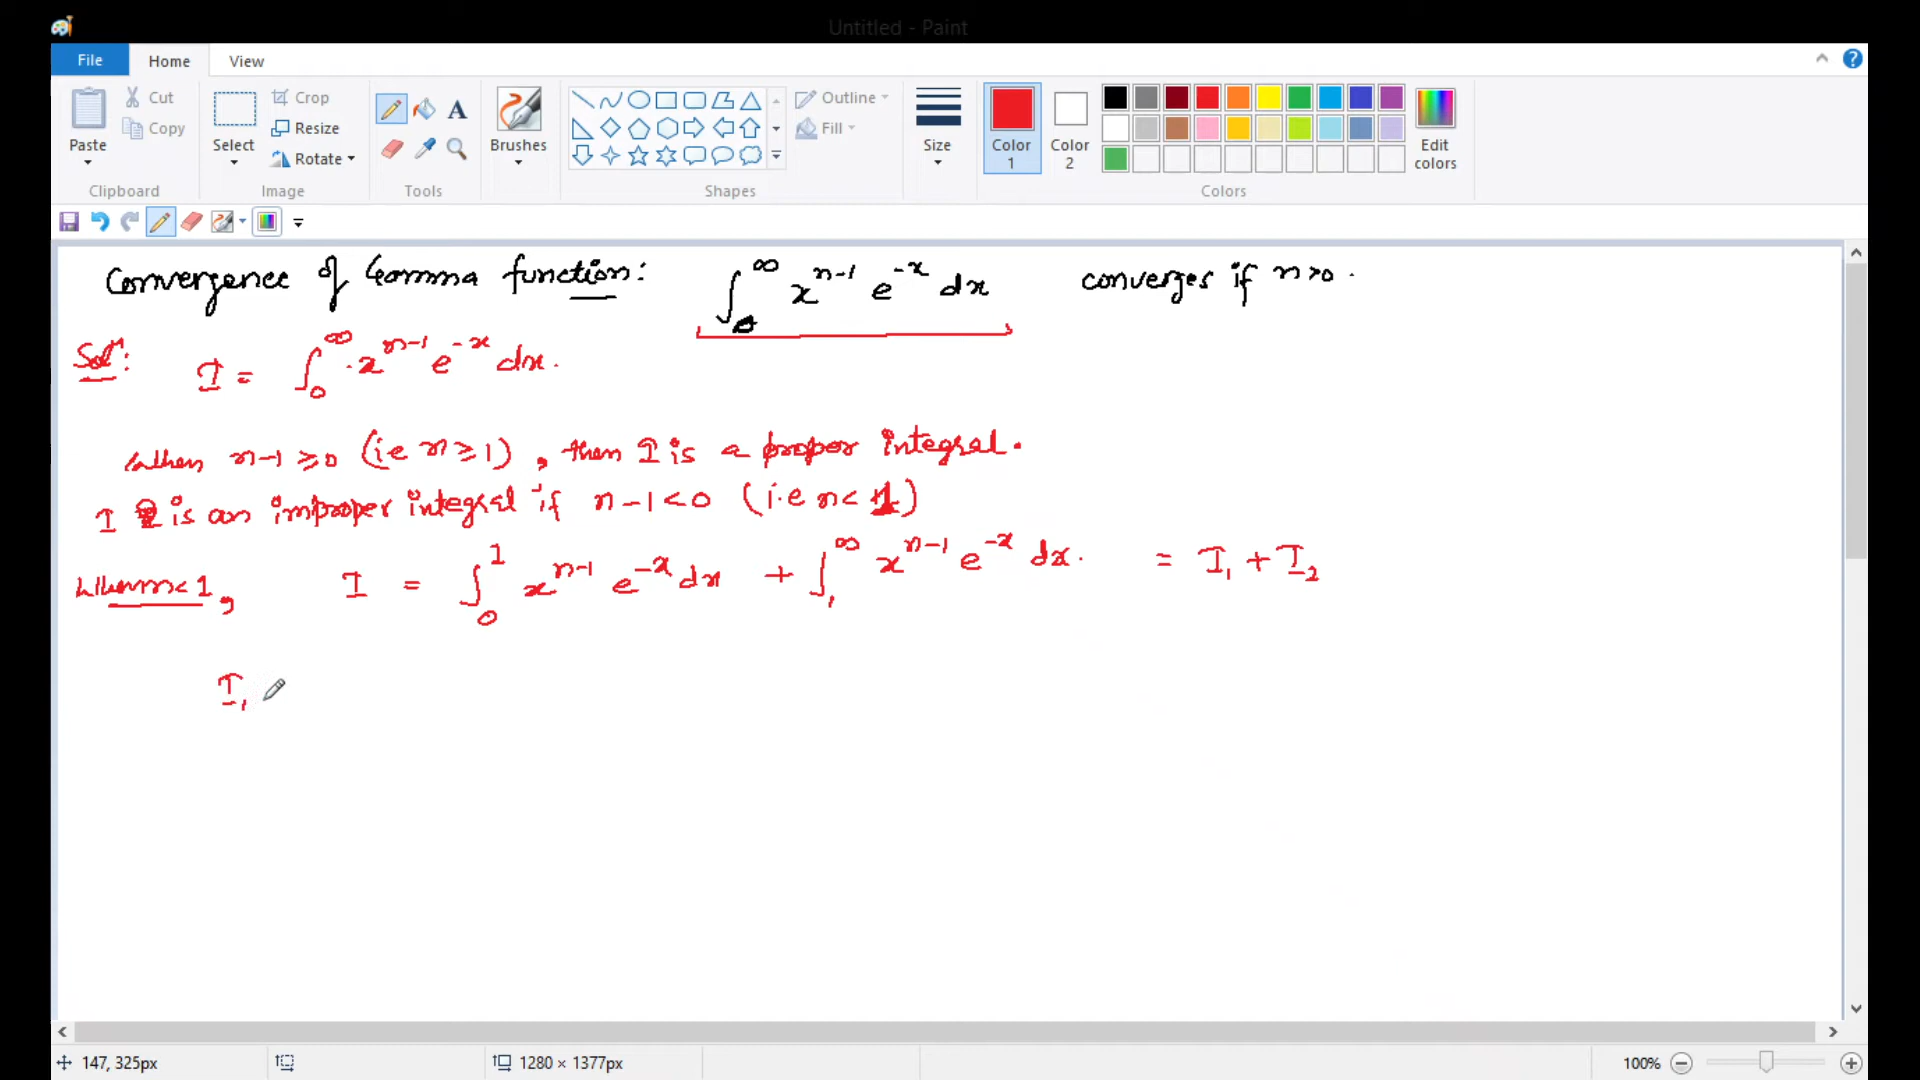 Untitled - Paint
File Home View
Paste Cut Copy Clipboard
Select Crop Resize Rotate Image
Tools
Brushes
Outline Fill Shapes
Size
Color 1 Color 2 Edit colors Colors
Convergence of Gamma function: ∫₀^∞ x^{n-1} e^{-x} dx converges if n>0.
Solⁿ: I = ∫₀^∞ x^{n-1} e^{-x} dx.
When n-1 ≥ 0 (i.e n ≥ 1), then I is a proper integral.
I is an improper integral if n-1 < 0 (i.e n < 1)
When n<1, I = ∫₀^1 x^{n-1} e^{-x} dx + ∫₁^∞ x^{n-1} e^{-x} dx. = I₁ + I₂
I₁
147, 325px 1280 × 1377px 100%